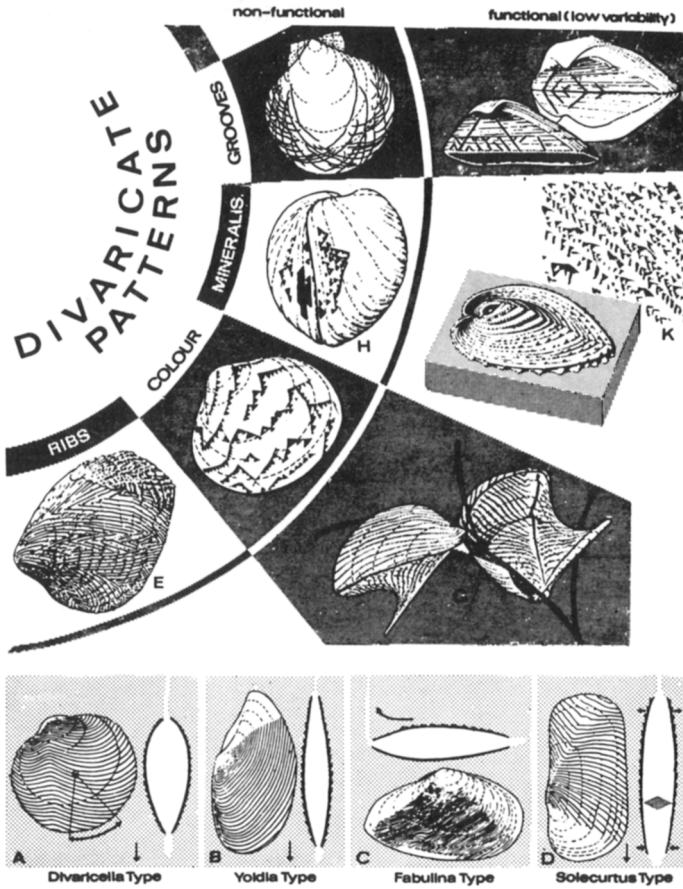 non-functional
functional (low variability)
DIVARICATE
PATTERNS
GROOVES
MINERALIS.
COLOUR
RIBS
H
K
E
A
B
C
D
Divaricella Type
Yoldia Type
Fabulina Type
Solecurtus Type